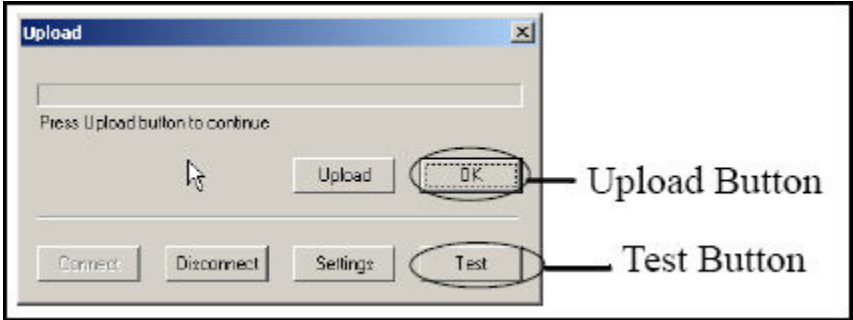 Upload
Press Upload button to continue
Upload OK Upload Button
Connect Disconnect Settings Test Test Button